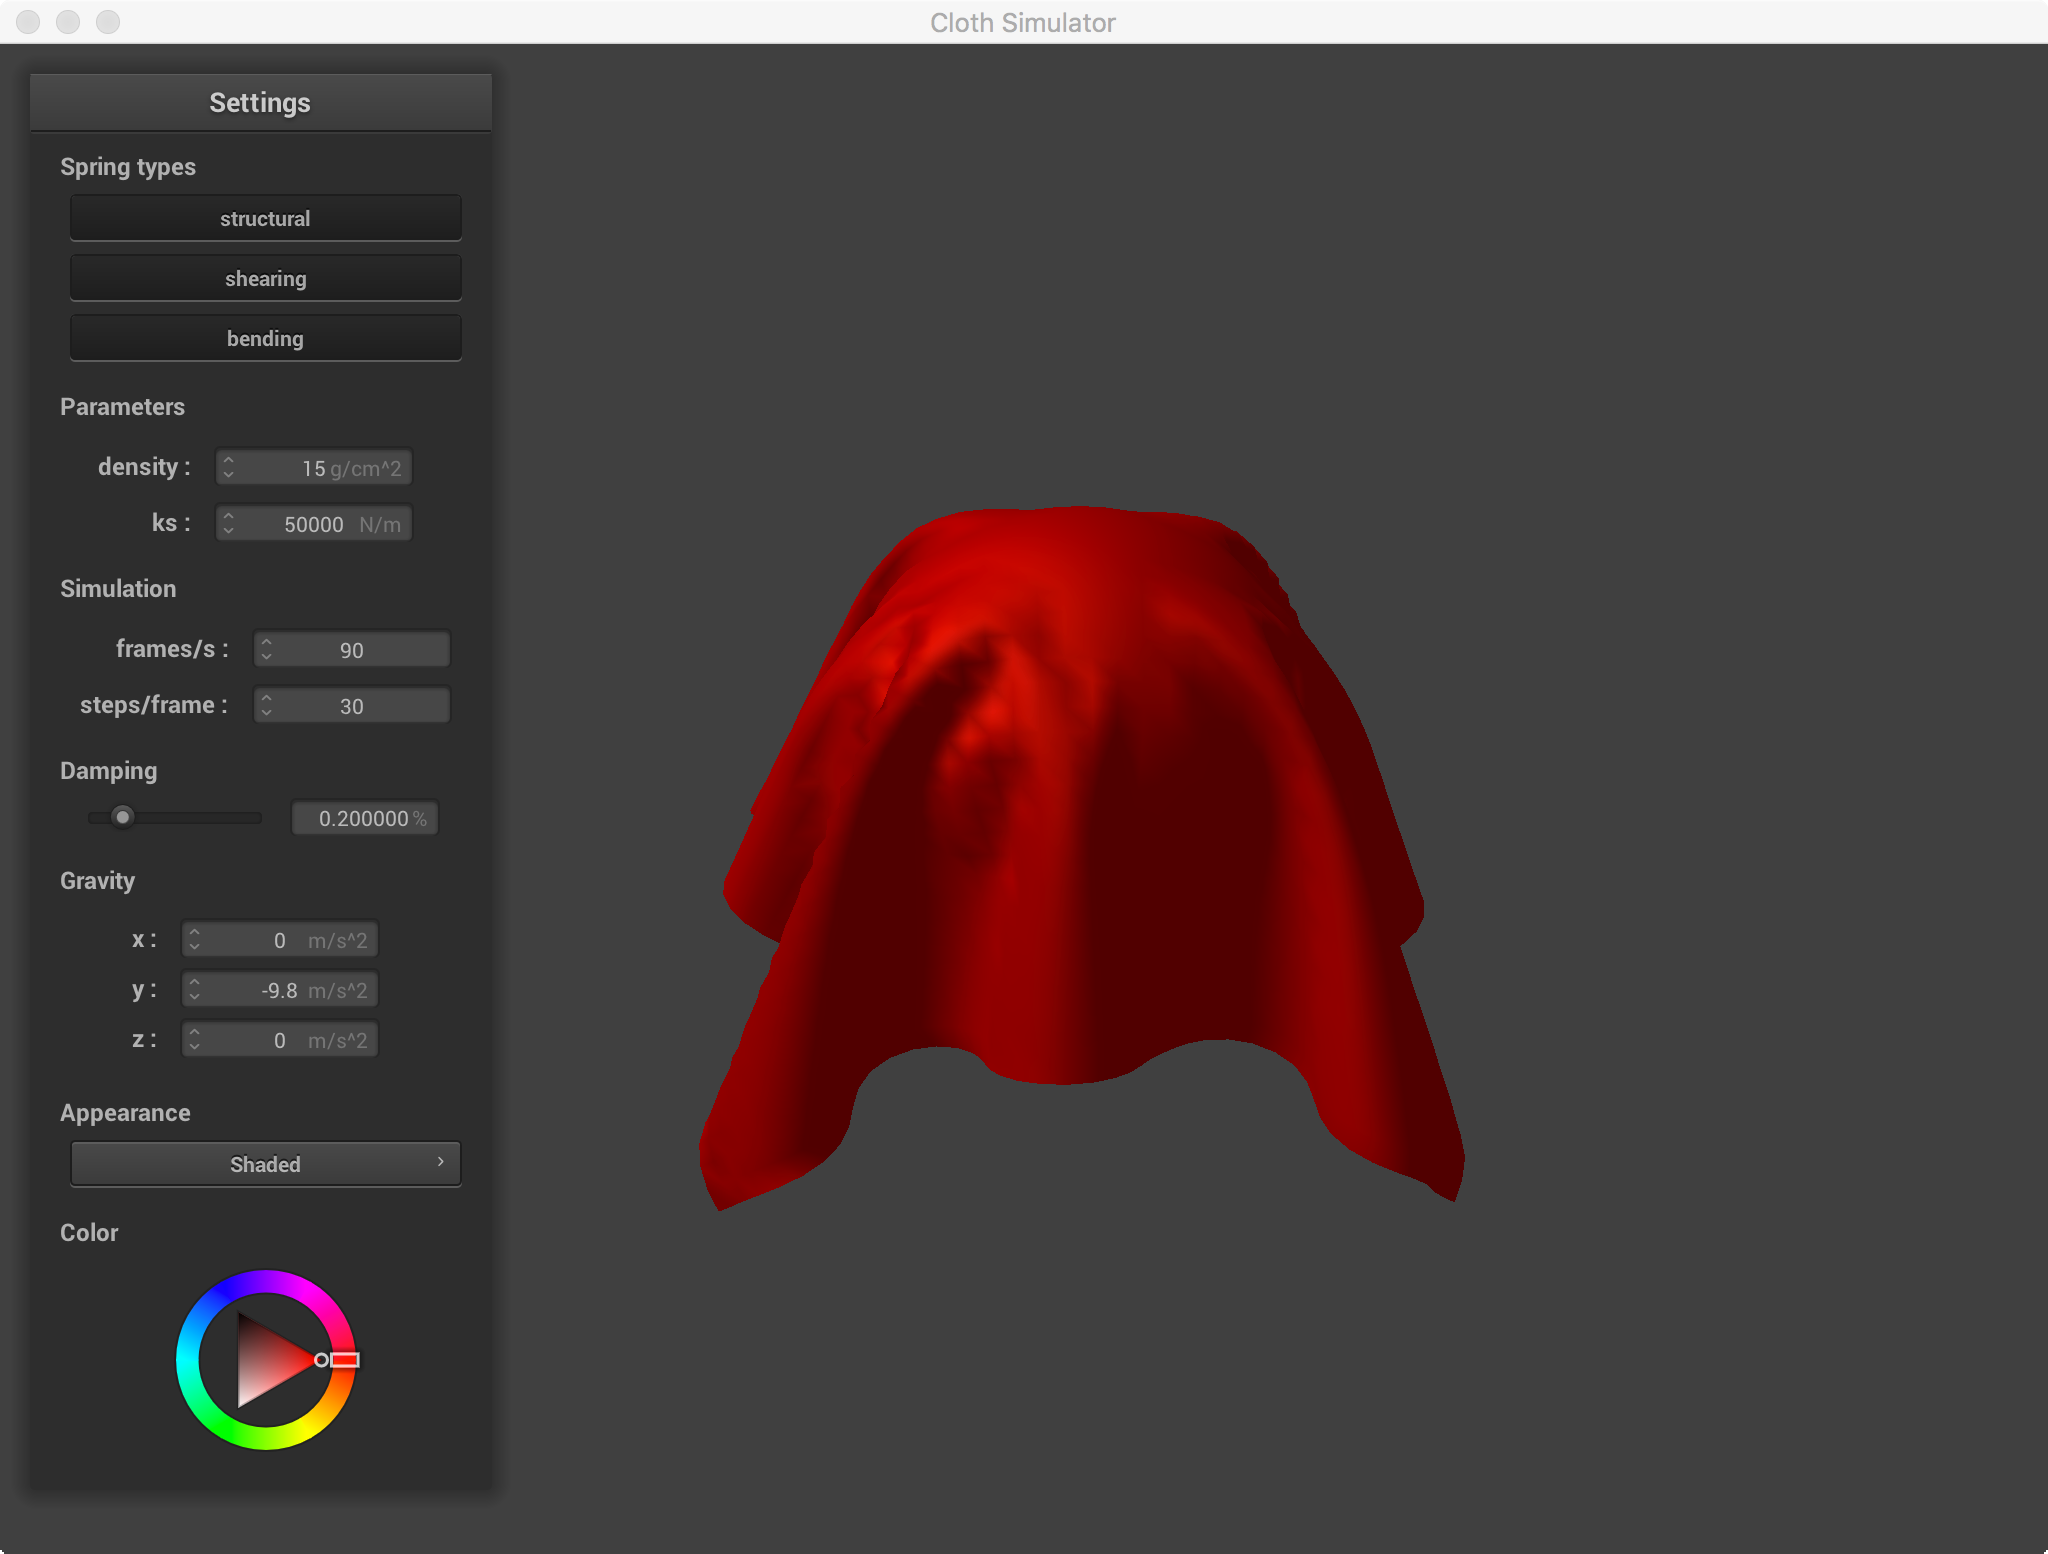 Cloth Simulator
Settings
Spring types
structural
shearing
bending
Parameters
density : 15 g/cm^2
ks : 50000 N/m
Simulation
frames/s : 90
steps/frame : 30
Damping
0.200000 %
Gravity
x : 0 m/s^2
y : -9.8 m/s^2
z : 0 m/s^2
Appearance
Shaded
Color